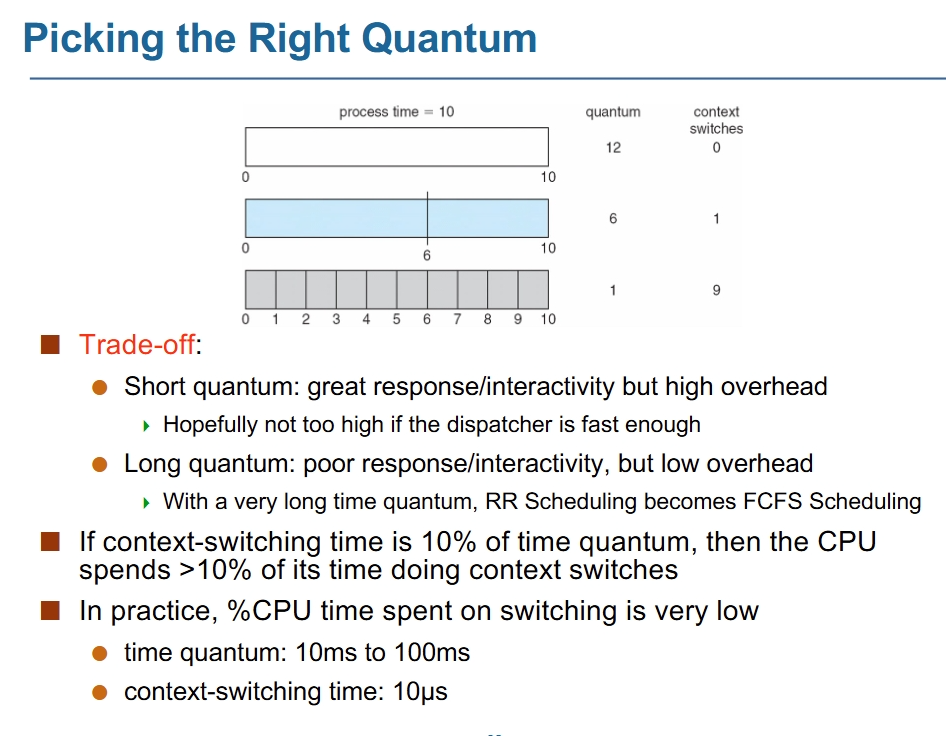 Picking the Right Quantum
process time = 10 quantum context
switches
12 0
0 10
6 1
0 6 10
1 9
0 1 2 3 4 5 6 7 8 9 10
Trade-off:
Short quantum: great response/interactivity but high overhead
Hopefully not too high if the dispatcher is fast enough
Long quantum: poor response/interactivity, but low overhead
With a very long time quantum, RR Scheduling becomes FCFS Scheduling
If context-switching time is 10% of time quantum, then the CPU
spends >10% of its time doing context switches
In practice, %CPU time spent on switching is very low
time quantum: 10ms to 100ms
context-switching time: 10μs